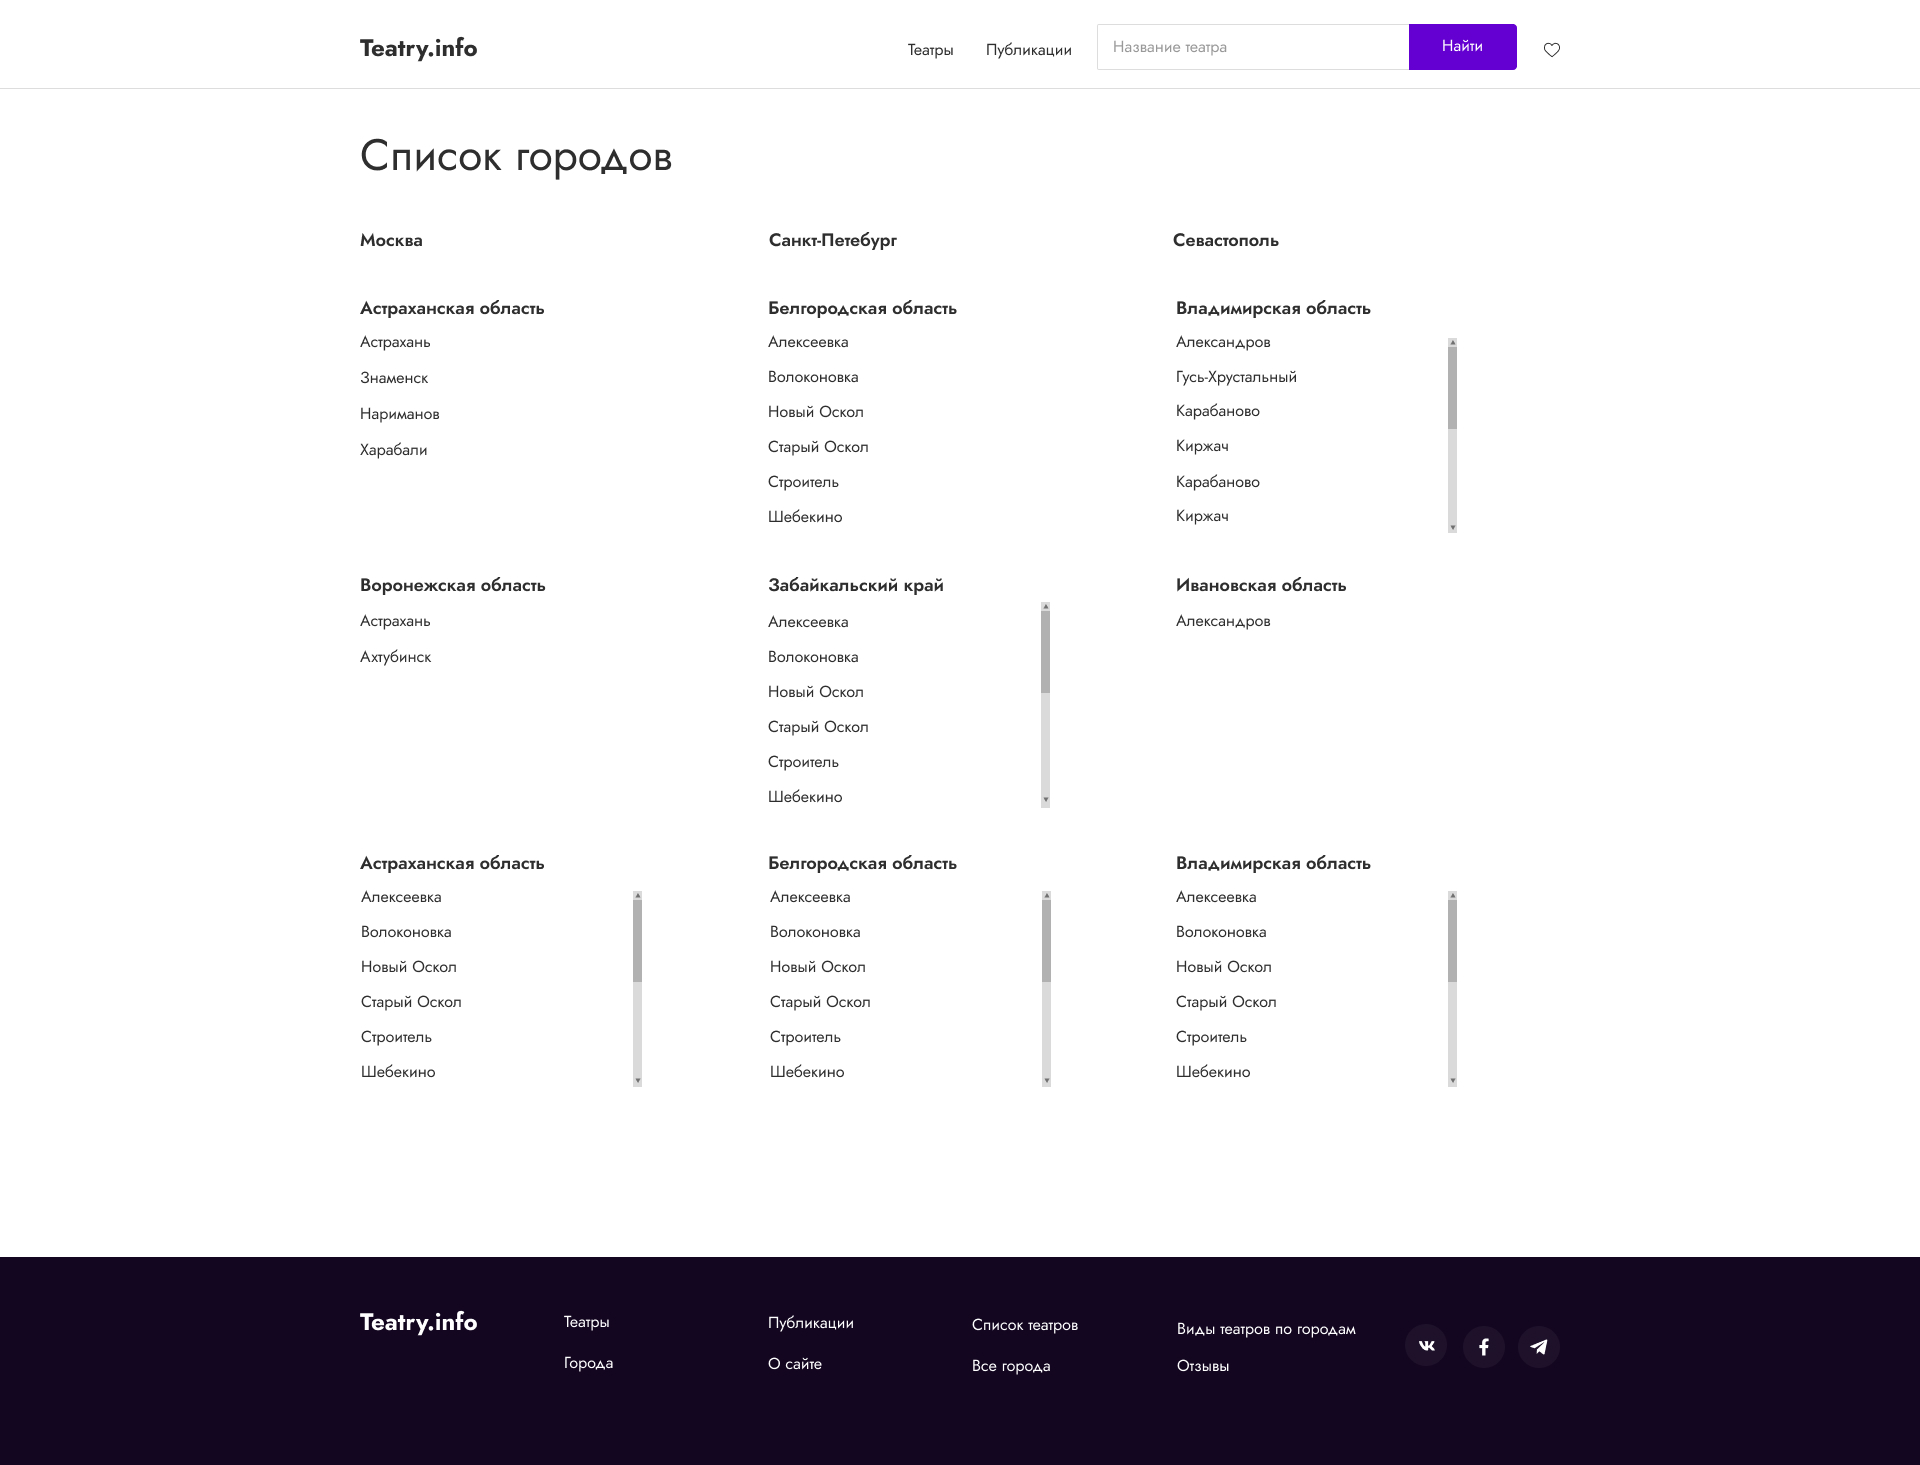 Teatry.info
Театры
Публикации
Название театра
Найти
Список городов
Москва
Санкт-Петебург
Севастополь
Астраханская область
Астрахань
Знаменск
Нариманов
Харабали
Белгородская область
Алексеевка
Волоконовка
Новый Оскол
Старый Оскол
Строитель
Шебекино
Владимирская область
Александров
Гусь-Хрустальный
Карабаново
Киржач
Карабаново
Киржач
Воронежская область
Астрахань
Ахтубинск
Забайкальский край
Алексеевка
Волоконовка
Новый Оскол
Старый Оскол
Строитель
Шебекино
Ивановская область
Александров
Астраханская область
Алексеевка
Волоконовка
Новый Оскол
Старый Оскол
Строитель
Шебекино
Белгородская область
Алексеевка
Волоконовка
Новый Оскол
Старый Оскол
Строитель
Шебекино
Владимирская область
Алексеевка
Волоконовка
Новый Оскол
Старый Оскол
Строитель
Шебекино
Teatry.info
Театры
Города
Публикации
О сайте
Список театров
Все города
Виды театров по городам
Отзывы